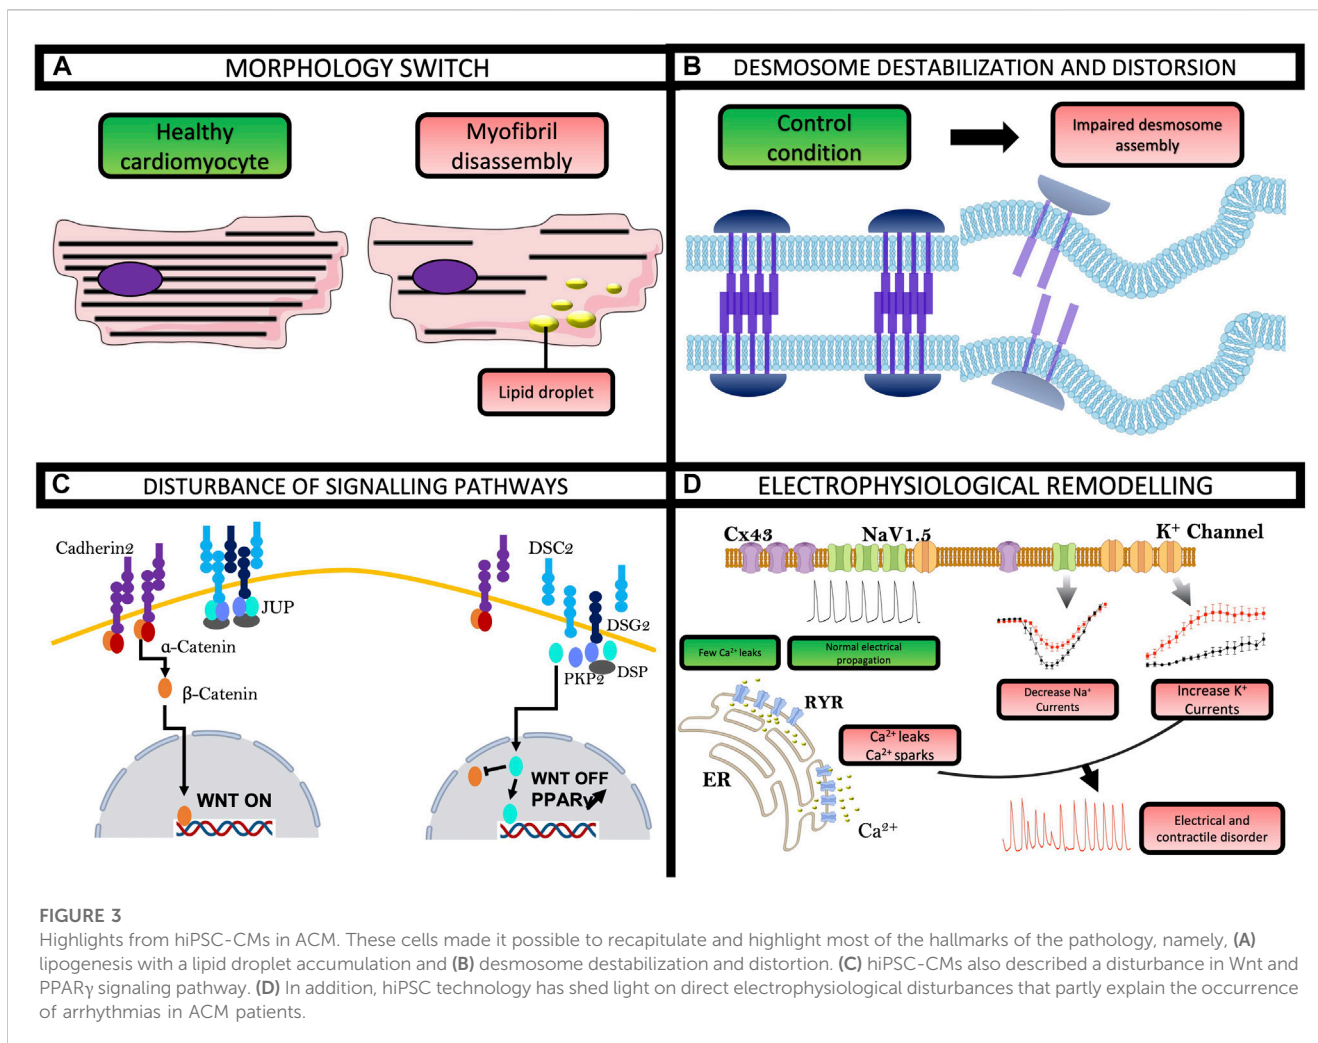 A
MORPHOLOGY SWITCH
Healthy
cardiomyocyte
Myofibril
disassembly
Lipid droplet
B
DESMOSOME DESTABILIZATION AND DISTORSION
Control
condition
Impaired desmosome
assembly
C
DISTURBANCE OF SIGNALLING PATHWAYS
Cadherin2
JUP
α-Catenin
β-Catenin
WNT ON
DSC2
DSG2
DSP
PKP2
WNT OFF
PPARγ
D
ELECTROPHYSIOLOGICAL REMODELLING
Cx43
NaV1.5
K⁺ Channel
Few Ca²⁺ leaks
Normal electrical
propagation
Decrease Na⁺
Currents
Increase K⁺
Currents
RYR
ER
Ca²⁺ leaks
Ca²⁺ sparks
Ca²⁺
Electrical and
contractile disorder
FIGURE 3
Highlights from hiPSC-CMs in ACM. These cells made it possible to recapitulate and highlight most of the hallmarks of the pathology, namely, (A)
lipogenesis with a lipid droplet accumulation and (B) desmosome destabilization and distortion. (C) hiPSC-CMs also described a disturbance in Wnt and
PPARγ signaling pathway. (D) In addition, hiPSC technology has shed light on direct electrophysiological disturbances that partly explain the occurrence
of arrhythmias in ACM patients.